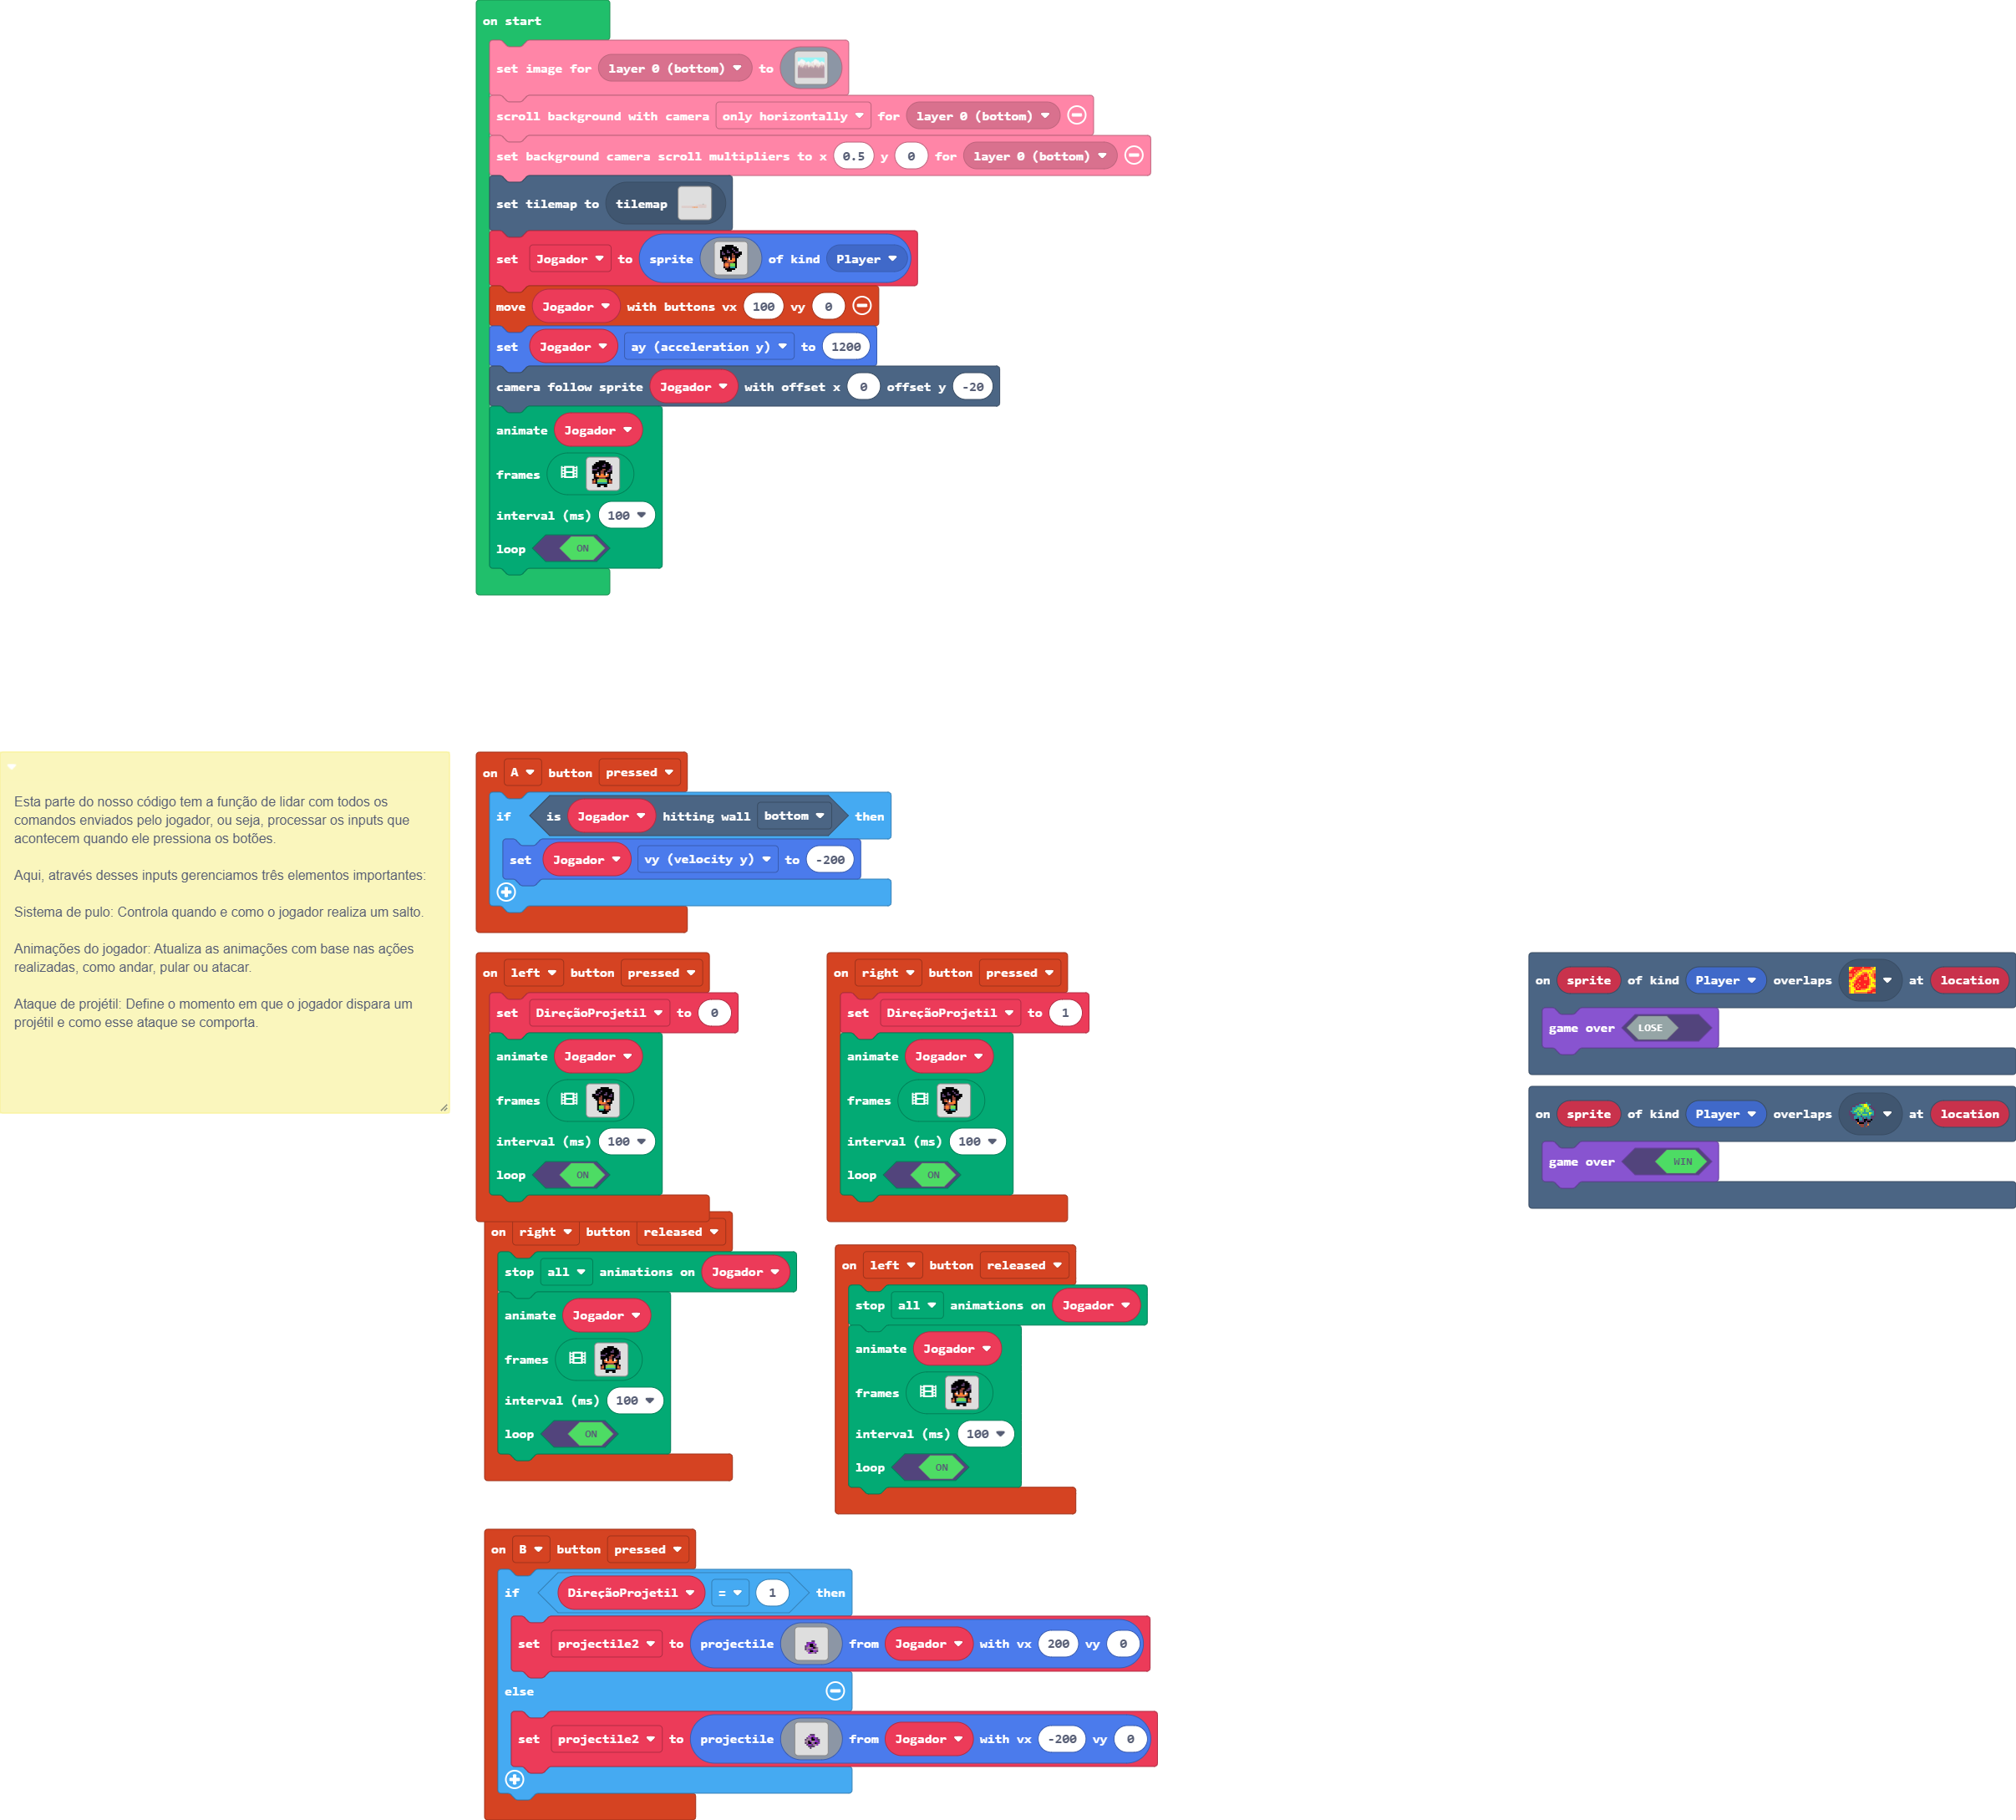 on start
set image for layer 0 (bottom) to
scroll background with camera only horizontally for layer 0 (bottom)
set background camera scroll multipliers to x 0.5 y 0 for layer 0 (bottom)
set tilemap to tilemap
set Jogador to sprite of kind Player
move Jogador with buttons vx 100 vy 0
set Jogador ay (acceleration y) to 1200
camera follow sprite Jogador with offset x 0 offset y -20
animate Jogador
frames
interval (ms) 100
loop ON
Esta parte do nosso código tem a função de lidar com todos os
comandos enviados pelo jogador, ou seja, processar os inputs que
acontecem quando ele pressiona os botões.
Aqui, através desses inputs gerenciamos três elementos importantes:
Sistema de pulo: Controla quando e como o jogador realiza um salto.
Animações do jogador: Atualiza as animações com base nas ações
realizadas, como andar, pular ou atacar.
Ataque de projétil: Define o momento em que o jogador dispara um
projétil e como esse ataque se comporta.
on A button pressed
if is Jogador hitting wall bottom then
set Jogador vy (velocity y) to -200
on left button pressed
set DireçãoProjetil to 0
animate Jogador
frames
interval (ms) 100
loop ON
on right button pressed
set DireçãoProjetil to 1
animate Jogador
frames
interval (ms) 100
loop ON
on sprite of kind Player overlaps at location
game over LOSE
on sprite of kind Player overlaps at location
game over WIN
on right button released
stop all animations on Jogador
animate Jogador
frames
interval (ms) 100
loop ON
on left button released
stop all animations on Jogador
animate Jogador
frames
interval (ms) 100
loop ON
on B button pressed
if DireçãoProjetil = 1 then
set projectile2 to projectile from Jogador with vx 200 vy 0
else
set projectile2 to projectile from Jogador with vx -200 vy 0